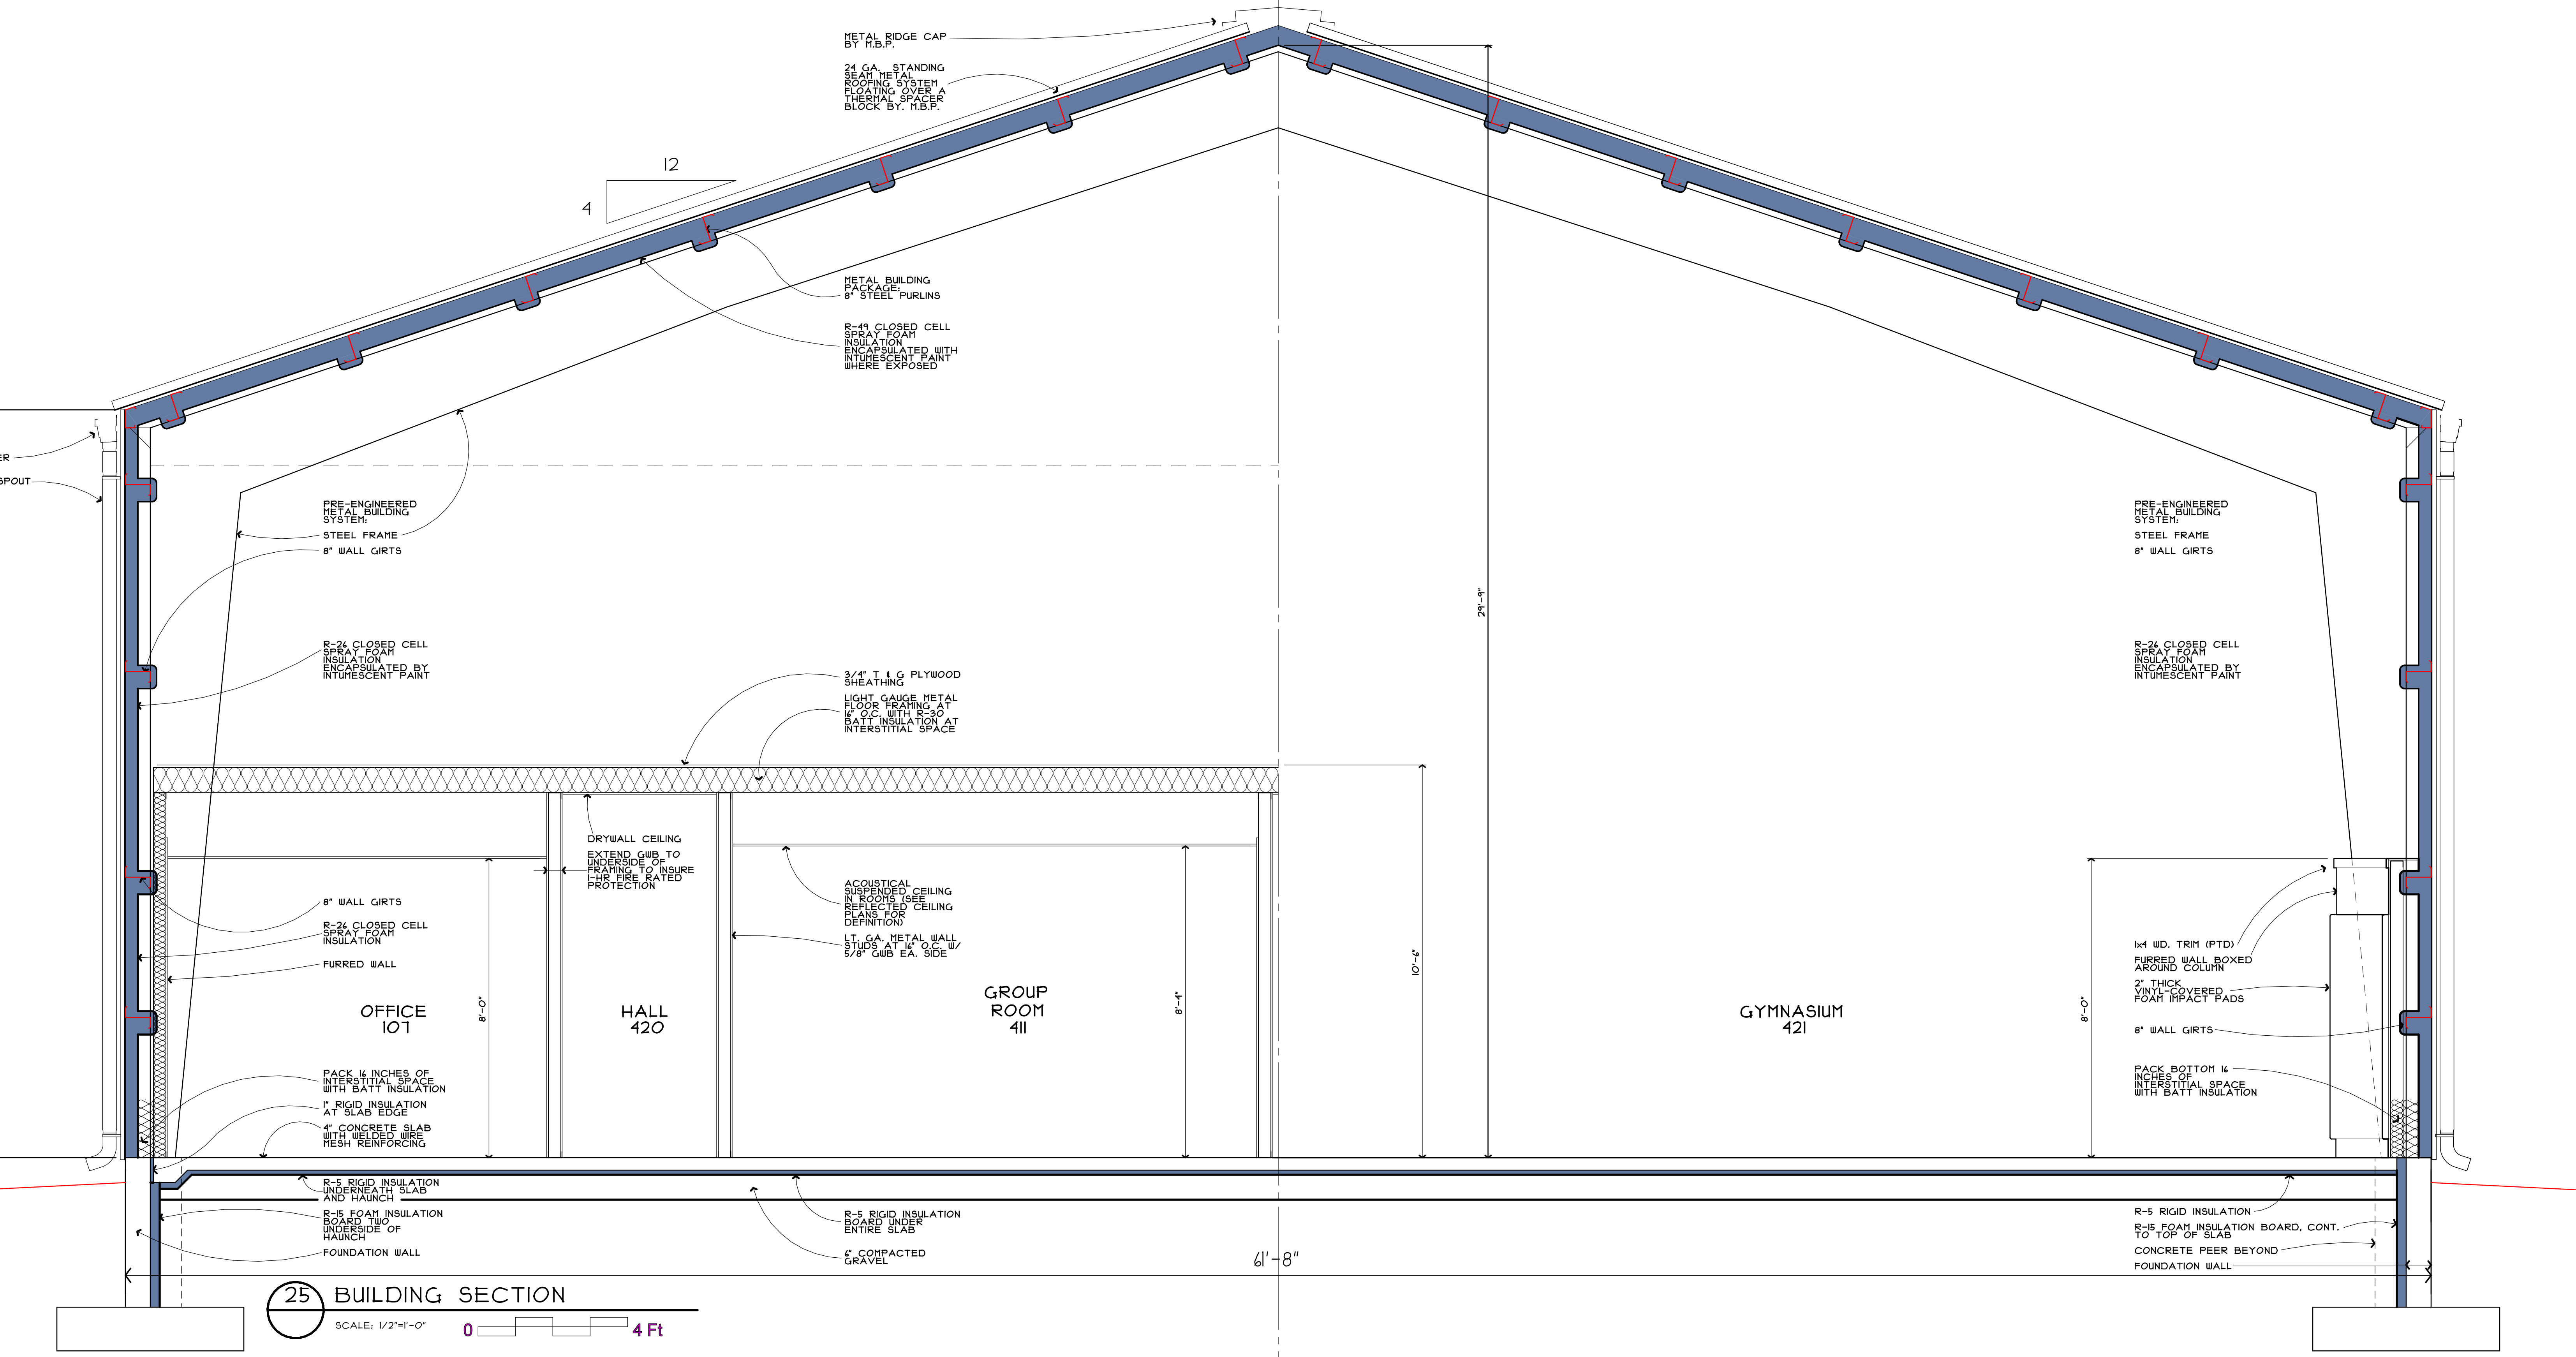 METAL RIDGE CAP
BY M.B.P.
24 GA. STANDING
SEAM METAL
ROOFING SYSTEM
FLOATING OVER A
THERMAL SPACER
BLOCK BY. M.B.P.
12
4
METAL BUILDING
PACKAGE:
8" STEEL PURLINS
R-49 CLOSED CELL
SPRAY FOAM
INSULATION
ENCAPSULATED WITH
INTUMESCENT PAINT
WHERE EXPOSED
ER
SPOUT
PRE-ENGINEERED
METAL BUILDING
SYSTEM:
STEEL FRAME
8" WALL GIRTS
R-26 CLOSED CELL
SPRAY FOAM
INSULATION
ENCAPSULATED BY
INTUMESCENT PAINT
3/4" T & G PLYWOOD
SHEATHING
LIGHT GAUGE METAL
FLOOR FRAMING AT
16" O.C. WITH R-30
BATT INSULATION AT
INTERSTITIAL SPACE
29'-9"
PRE-ENGINEERED
METAL BUILDING
SYSTEM:
STEEL FRAME
8" WALL GIRTS
R-26 CLOSED CELL
SPRAY FOAM
INSULATION
ENCAPSULATED BY
INTUMESCENT PAINT
DRYWALL CEILING
EXTEND GWB TO
UNDERSIDE OF
FRAMING TO INSURE
1-HR FIRE RATED
PROTECTION
ACOUSTICAL
SUSPENDED CEILING
IN ROOMS (SEE
REFLECTED CEILING
PLANS FOR
DEFINITION)
LT. GA. METAL WALL
STUDS AT 16" O.C. W/
5/8" GWB EA. SIDE
8" WALL GIRTS
R-26 CLOSED CELL
SPRAY FOAM
INSULATION
FURRED WALL
OFFICE
107
8'-0"
HALL
420
GROUP
ROOM
411
8'-4"
10'-6"
GYMNASIUM
421
8'-0"
1x4 WD. TRIM (PTD)
FURRED WALL BOXED
AROUND COLUMN
2" THICK
VINYL-COVERED
FOAM IMPACT PADS
8" WALL GIRTS
PACK BOTTOM 16
INCHES OF
INTERSTITIAL SPACE
WITH BATT INSULATION
PACK 16 INCHES OF
INTERSTITIAL SPACE
WITH BATT INSULATION
1" RIGID INSULATION
AT SLAB EDGE
4" CONCRETE SLAB
WITH WELDED WIRE
MESH REINFORCING
R-5 RIGID INSULATION
UNDERNEATH SLAB
AND HAUNCH
R-15 FOAM INSULATION
BOARD TWO
UNDERSIDE OF
HAUNCH
FOUNDATION WALL
R-5 RIGID INSULATION
BOARD UNDER
ENTIRE SLAB
6" COMPACTED
GRAVEL
61'-8"
R-5 RIGID INSULATION
R-15 FOAM INSULATION BOARD, CONT.
TO TOP OF SLAB
CONCRETE PEER BEYOND
FOUNDATION WALL
25 BUILDING SECTION
SCALE: 1/2"=1'-0"
0 4 Ft